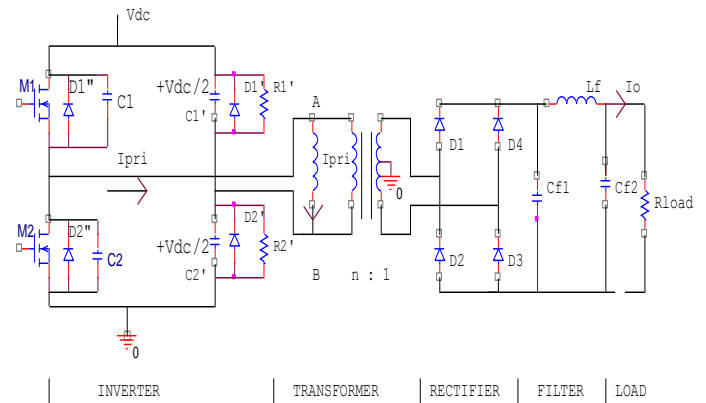 Vdc
M1 D1" C1 +Vdc/2 D1' R1'
C1'
A
Lf Io
D1 D4
Ipri Ipri
0
Cf1 Cf2 Rload
M2 D2" C2 +Vdc/2 D2' R2'
C2'
D2 D3
B n : 1
0
INVERTER TRANSFORMER RECTIFIER FILTER LOAD